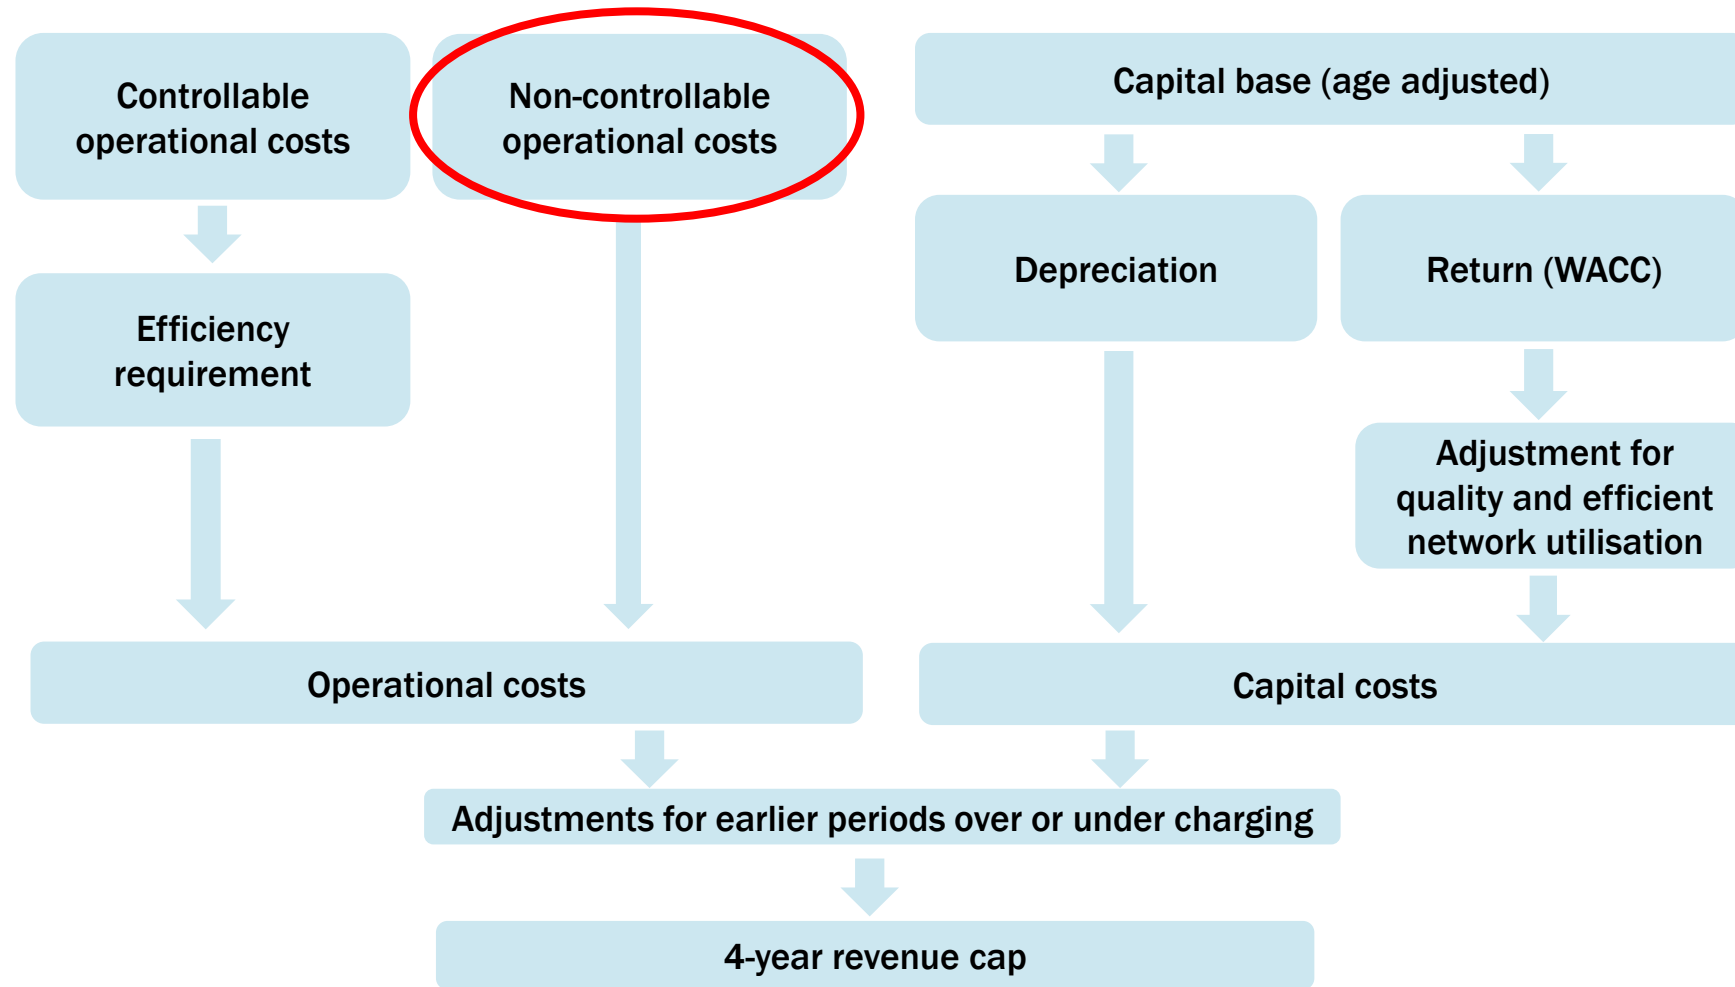 Controllable
operational costs
Non-controllable
operational costs
Capital base (age adjusted)
Efficiency
requirement
Depreciation
Return (WACC)
Adjustment for
quality and efficient
network utilisation
Operational costs
Capital costs
Adjustments for earlier periods over or under charging
4-year revenue cap